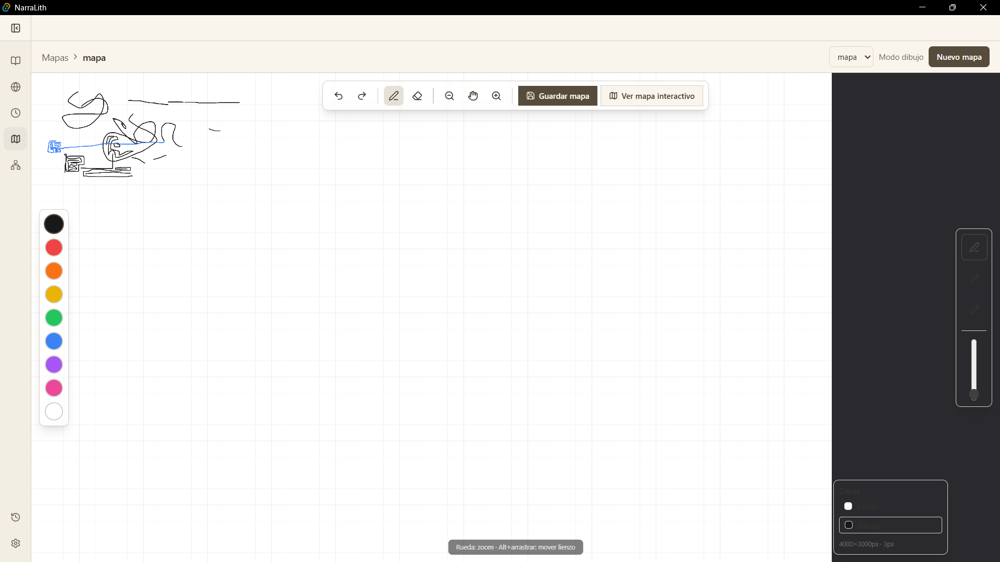 NarraLith
Mapas > mapa
mapa
Modo dibujo
Nuevo mapa
Guardar mapa
Ver mapa interactivo
Capas
Fondo
Dibujo
4000×3000px · 3px
Rueda: zoom · Alt+arrastrar: mover lienzo